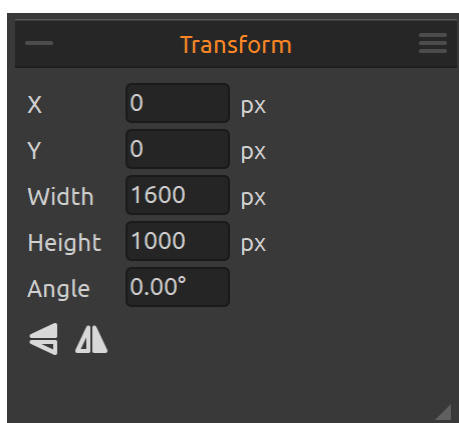 Transform
X 0 px
Y 0 px
Width 1600 px
Height 1000 px
Angle 0.00°